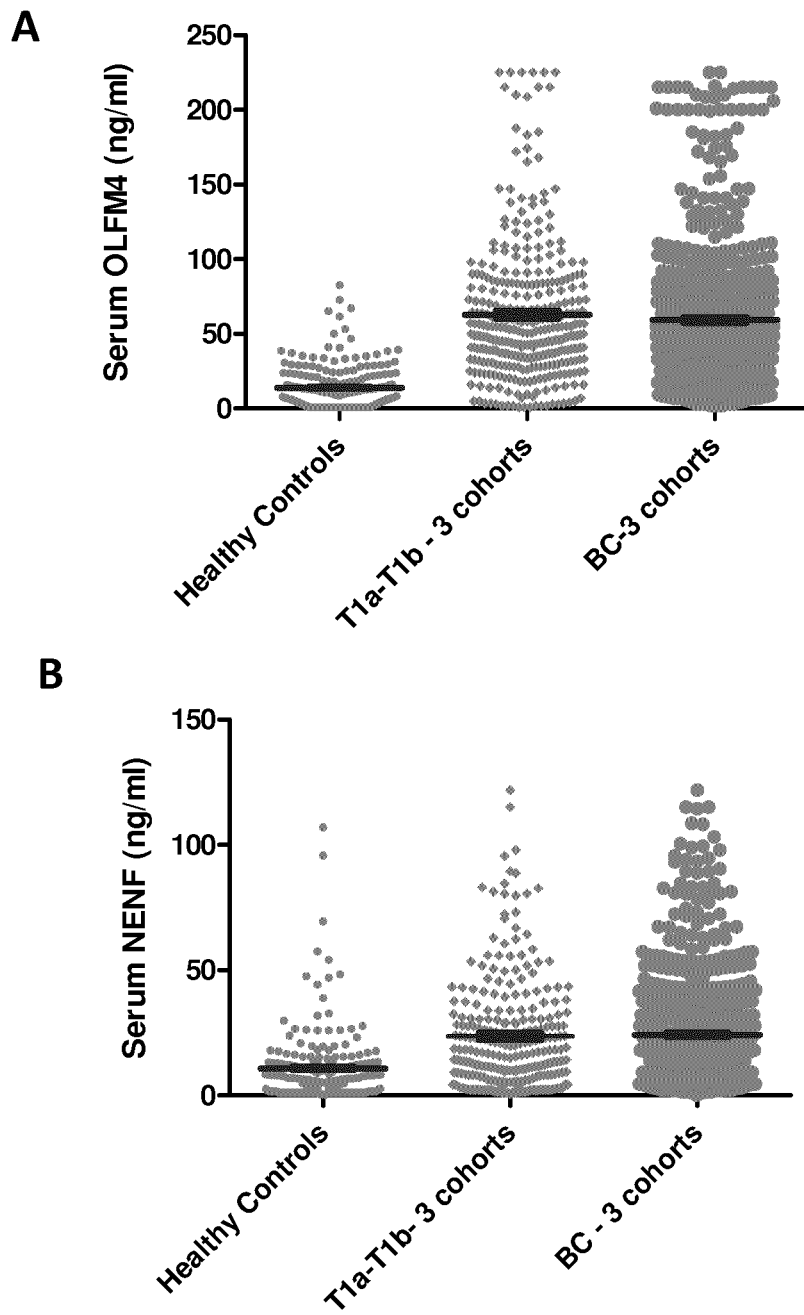 A
Serum OLFM4 (ng/ml)
250
200
150
100
50
0
Healthy Controls
T1a-T1b - 3 cohorts
BC-3 cohorts
B
Serum NENF (ng/ml)
150
100
50
0
Healthy Controls
T1a-T1b- 3 cohorts
BC - 3 cohorts